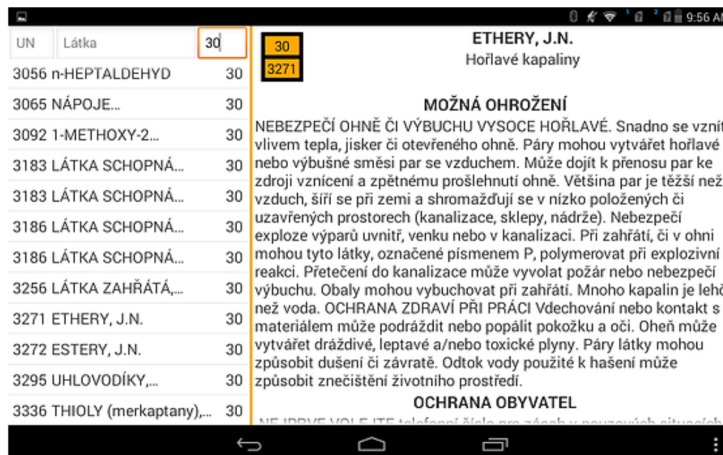 9:56 AM
UN Látka 30
3056 n-HEPTALDEHYD 30
3065 NÁPOJE... 30
3092 1-METHOXY-2... 30
3183 LÁTKA SCHOPNÁ... 30
3183 LÁTKA SCHOPNÁ... 30
3186 LÁTKA SCHOPNÁ... 30
3186 LÁTKA SCHOPNÁ... 30
3256 LÁTKA ZAHŘÁTÁ,... 30
3271 ETHERY, J.N. 30
3272 ESTERY, J.N. 30
3295 UHLOVODÍKY,... 30
3336 THIOLY (merkaptany),... 30
30
3271
ETHERY, J.N.
Hořlavé kapaliny
MOŽNÁ OHROŽENÍ
NEBEZPEČÍ OHNĚ ČI VÝBUCHU VYSOCE HOŘLAVÉ. Snadno se vznít
vlivem tepla, jisker či otevřeného ohně. Páry mohou vytvářet hořlavé
nebo výbušné směsi par se vzduchem. Může dojít k přenosu par ke
zdroji vznícení a zpětnému prošlehnutí ohně. Většina par je těžší než
vzduch, šíří se při zemi a shromažďují se v nízko položených či
uzavřených prostorech (kanalizace, sklepy, nádrže). Nebezpečí
exploze výparů uvnitř, venku nebo v kanalizaci. Při zahřátí, či v ohni
mohou tyto látky, označené písmenem P, polymerovat při explozivní
reakci. Přetečení do kanalizace může vyvolat požár nebo nebezpečí
výbuchu. Obaly mohou vybuchovat při zahřátí. Mnoho kapalin je lehč
než voda. OCHRANA ZDRAVÍ PŘI PRÁCI Vdechování nebo kontakt s
materiálem může podráždit nebo popálit pokožku a oči. Oheň může
vytvářet dráždivé, leptavé a/nebo toxické plyny. Páry látky mohou
způsobit dušení či závratě. Odtok vody použité k hašení může
způsobit znečištění životního prostředí.
OCHRANA OBYVATEL